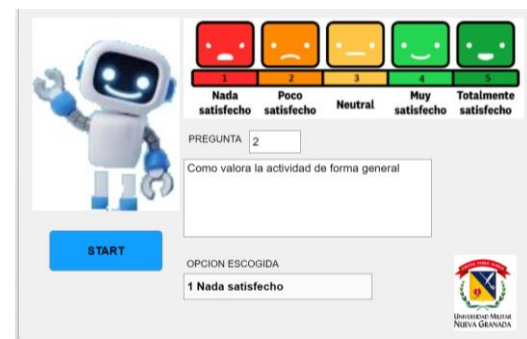 1 2 3 4 5
Nada satisfecho Poco satisfecho Neutral Muy satisfecho Totalmente satisfecho
PREGUNTA 2
Como valora la actividad de forma general
START
OPCION ESCOGIDA
1 Nada satisfecho
UNIVERSIDAD MILITAR
NUEVA GRANADA